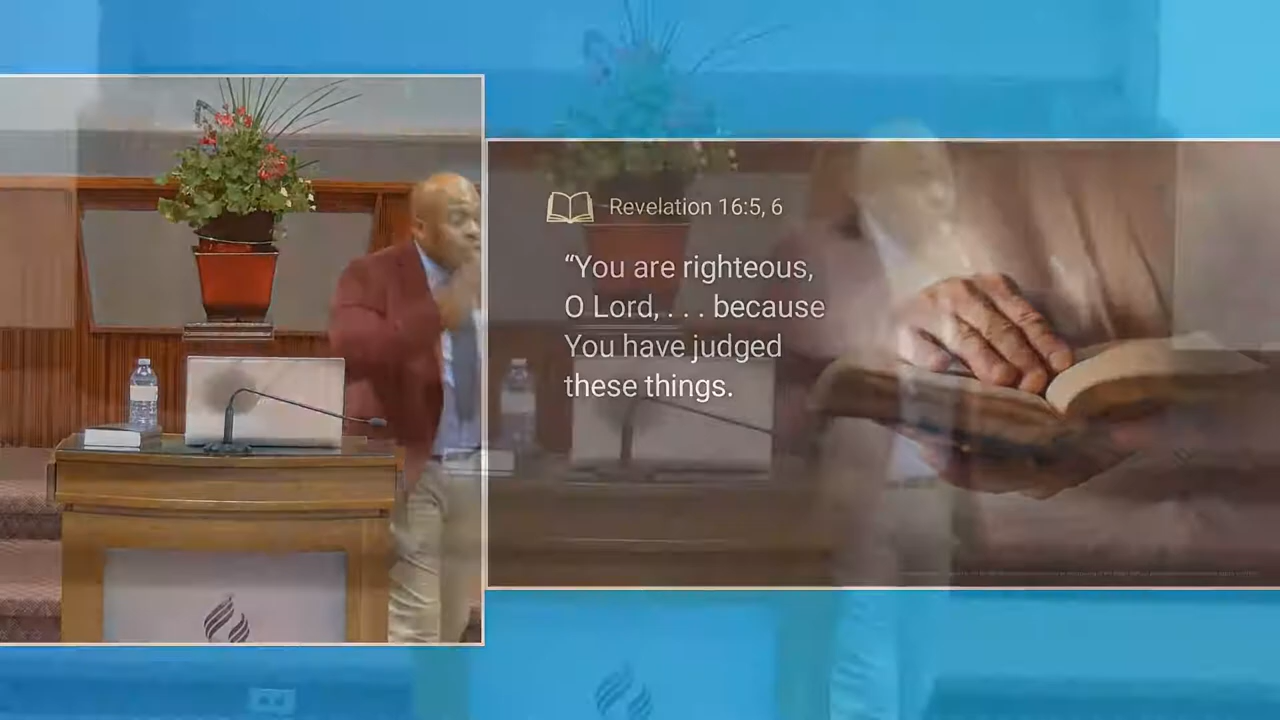 Revelation 16:5, 6
“You are righteous,
O Lord, . . . because
You have judged
these things.